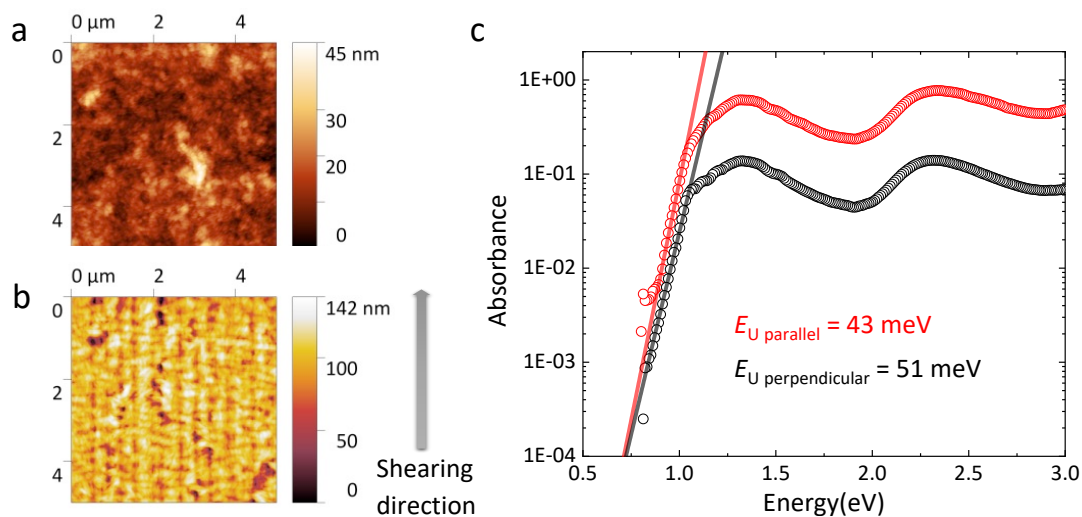 a
0 µm 2 4
0
2
4
45 nm
30
20
0
b
0 µm 2 4
0
2
4
142 nm
100
50
0
Shearing
direction
c
Absorbance
1E+00
1E-01
1E-02
1E-03
1E-04
E U parallel = 43 meV
E U perpendicular = 51 meV
0.5 1.0 1.5 2.0 2.5 3.0
Energy(eV)